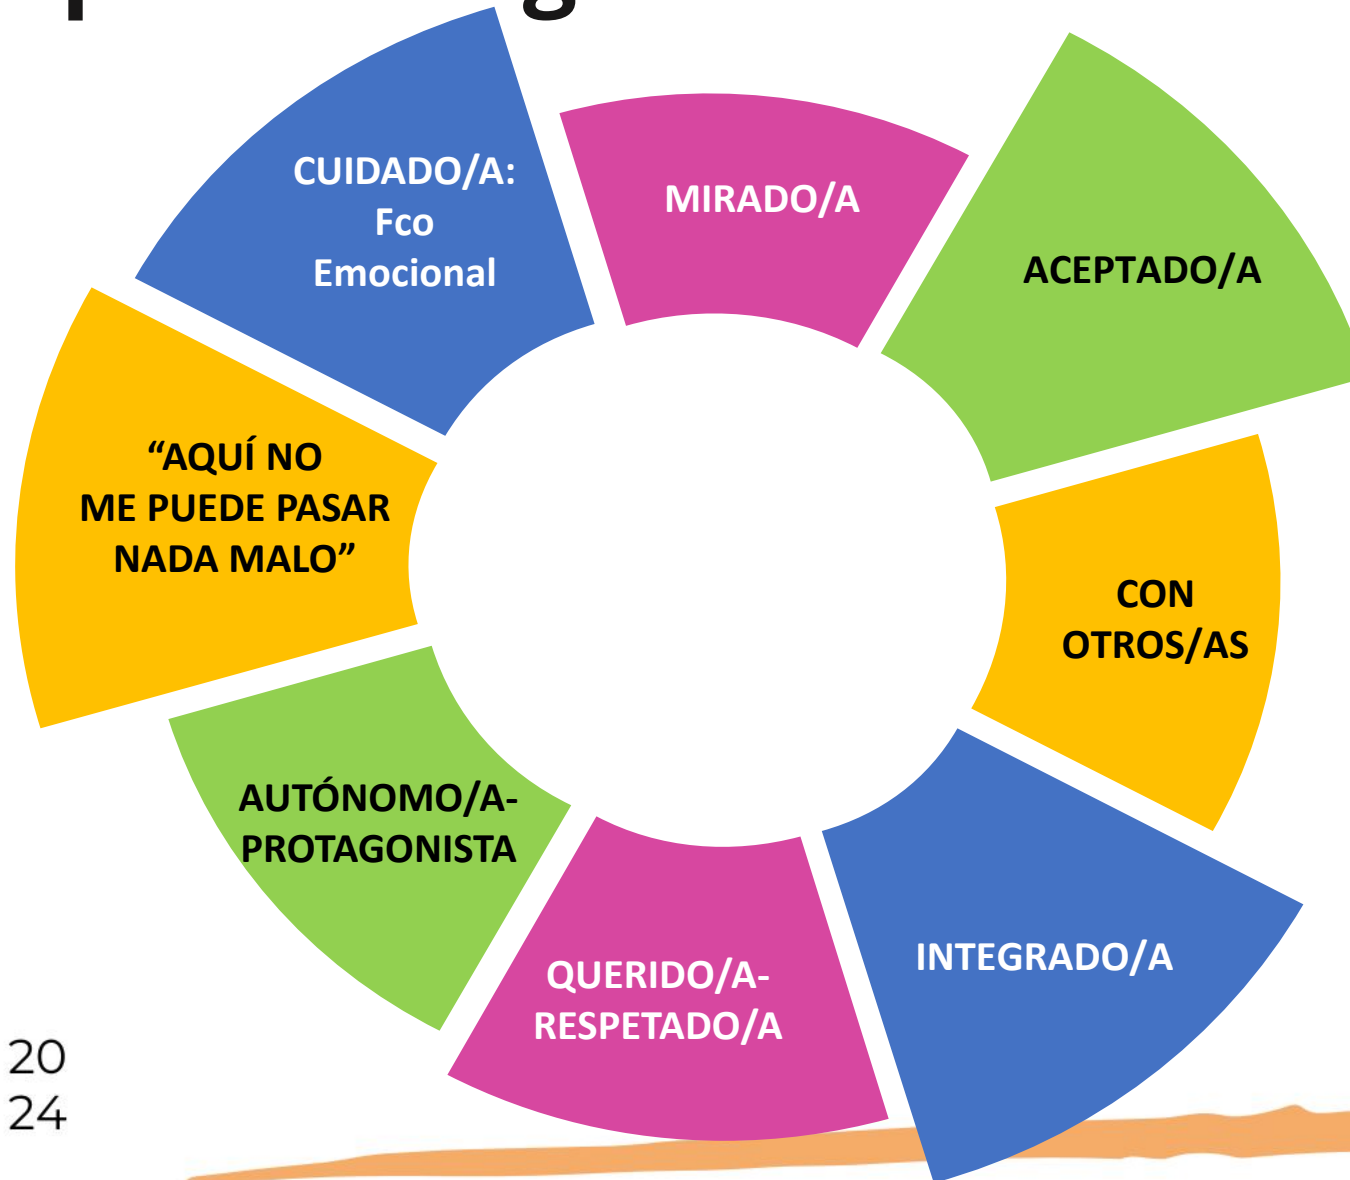 CUIDADO/A:
Fco
Emocional
MIRADO/A
ACEPTADO/A
“AQUÍ NO
ME PUEDE PASAR
NADA MALO”
CON
OTROS/AS
AUTÓNOMO/A-
PROTAGONISTA
QUERIDO/A-
RESPETADO/A
INTEGRADO/A
20
24